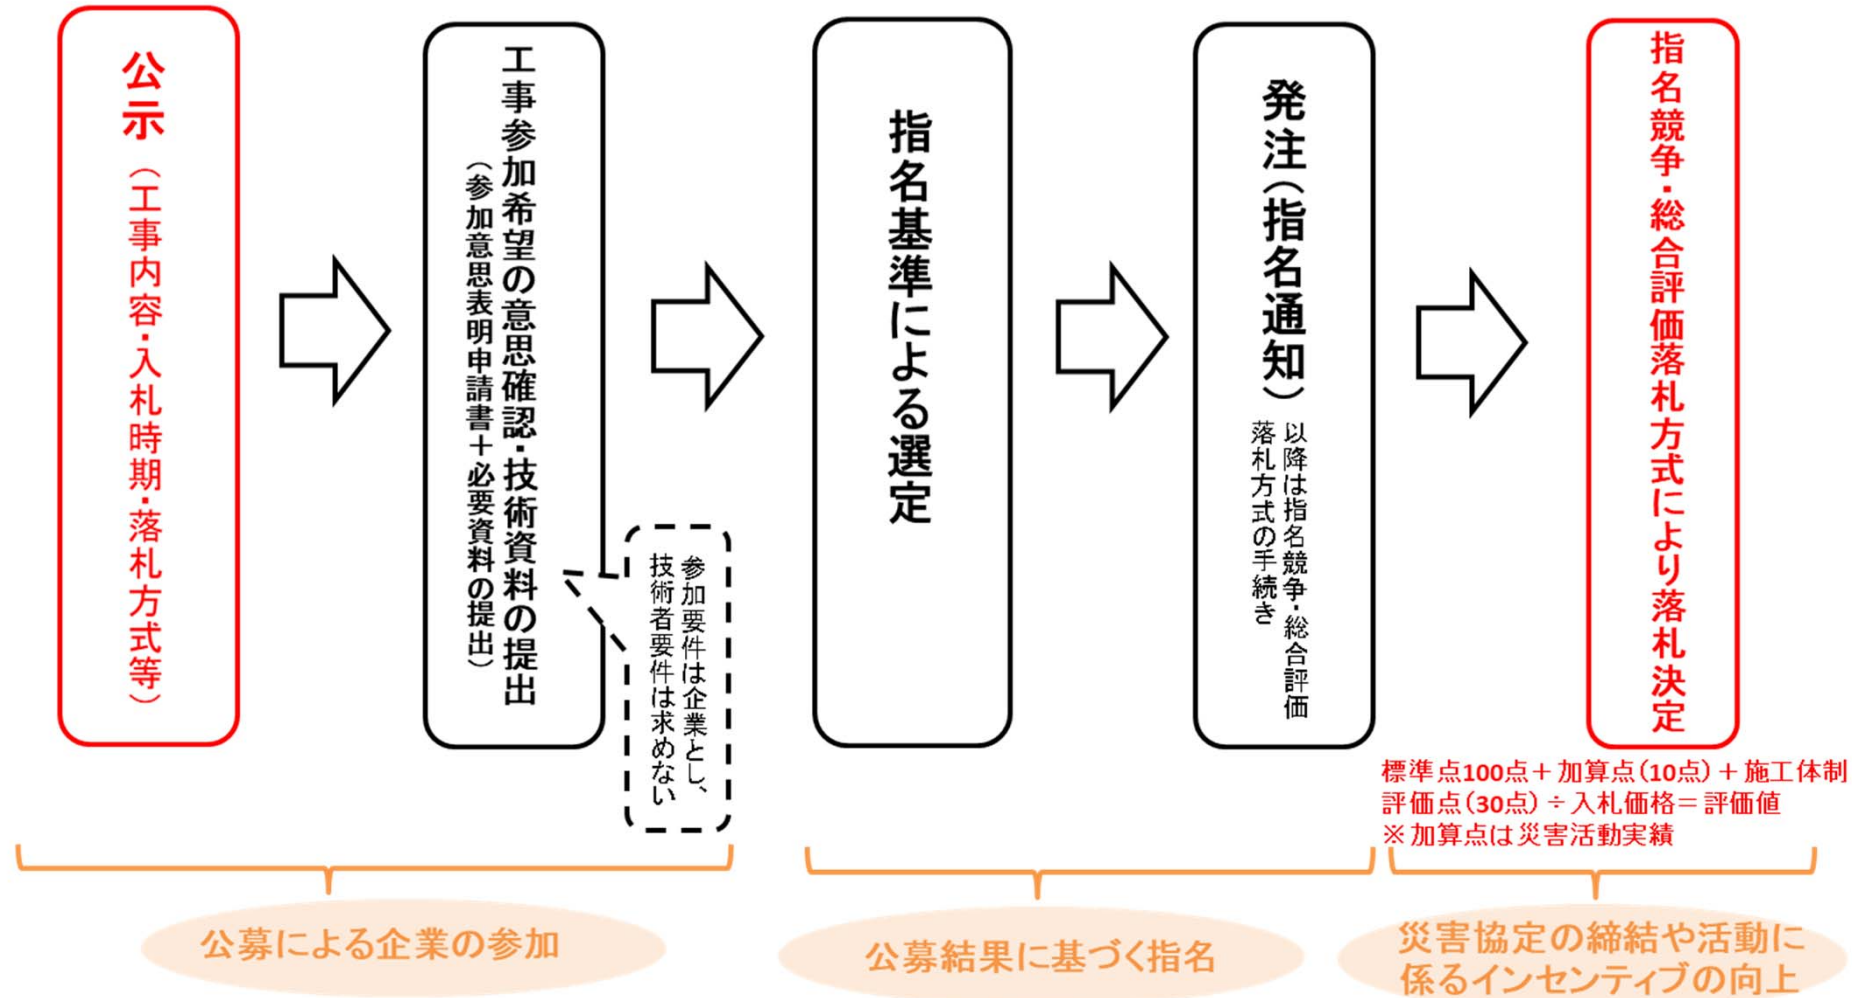 公示（工事内容・入札時期・落札方式等）
工事参加希望の意思確認・技術資料の提出
（参加意思表明申請書＋必要資料の提出）
参加要件は企業とし、
技術者要件は求めない
指名基準による選定
発注（指名通知）
以降は指名競争・総合評価
落札方式の手続き
指名競争・総合評価落札方式により落札決定
標準点100点＋加算点（10点）＋施工体制
評価点（30点）÷入札価格＝評価値
※加算点は災害活動実績
公募による企業の参加
公募結果に基づく指名
災害協定の締結や活動に
係るインセンティブの向上